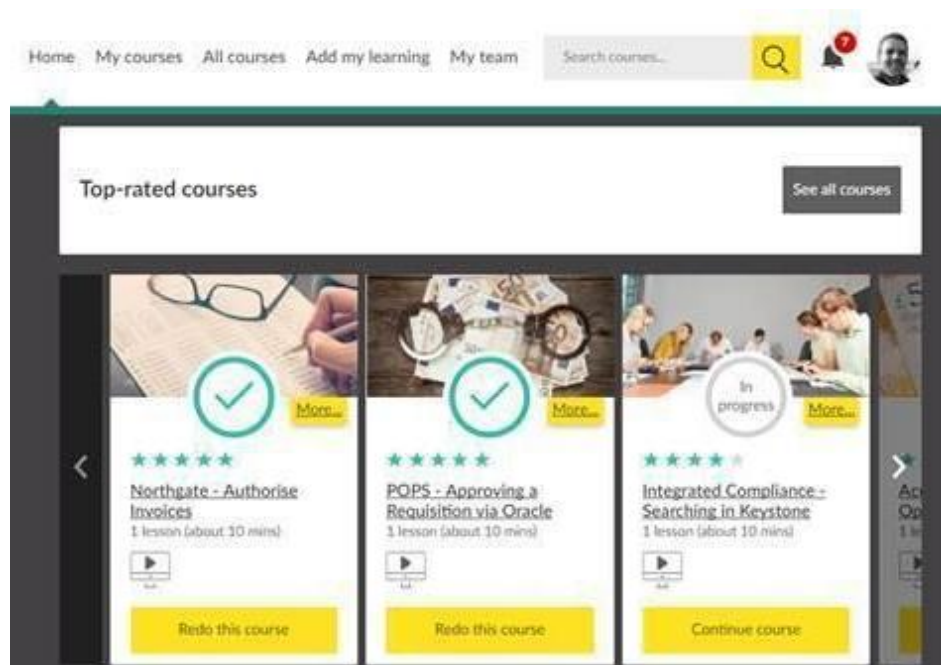 Home My courses All courses Add my learning My team Search courses... 7
Top-rated courses
See all courses
In
progress
More... More... More...
Northgate - Authorise
Invoices
1 lesson (about 10 mins)
Redo this course
POPS - Approving a
Requisition via Oracle
1 lesson (about 10 mins)
Redo this course
Integrated Compliance -
Searching in Keystone
1 lesson (about 10 mins)
Continue course